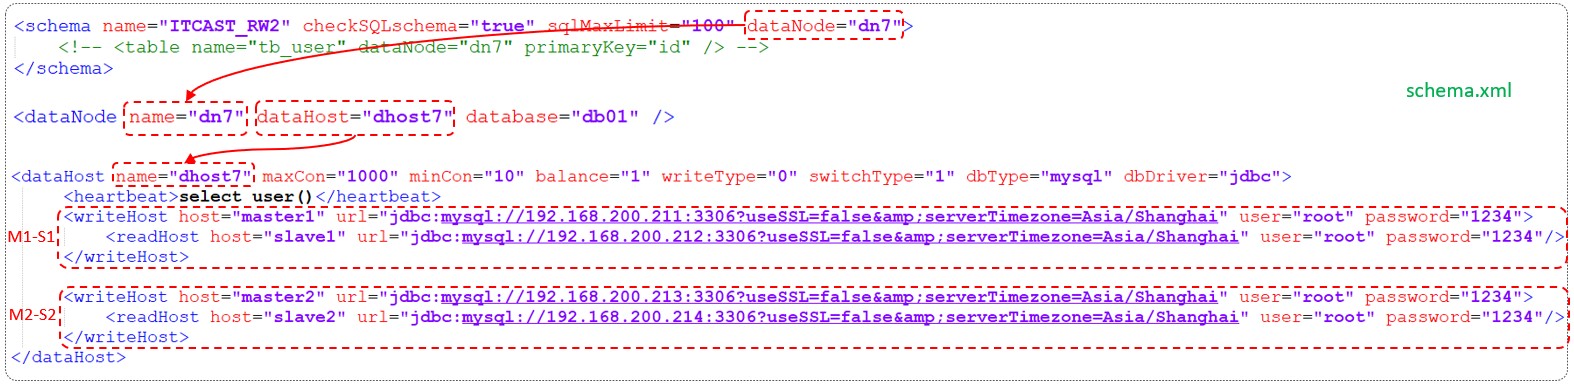 <schema name="ITCAST_RW2" checkSQLschema="true" sqlMaxLimit="100" dataNode="dn7">
<!-- <table name="tb_user" dataNode="dn7" primaryKey="id" /> -->
</schema>
schema.xml
<dataNode name="dn7" dataHost="dhost7" database="db01" />
<dataHost name="dhost7" maxCon="1000" minCon="10" balance="1" writeType="0" switchType="1" dbType="mysql" dbDriver="jdbc">
<heartbeat>select user()</heartbeat>
<writeHost host="master1" url="jdbc:mysql://192.168.200.211:3306?useSSL=false&amp;serverTimezone=Asia/Shanghai" user="root" password="1234">
M1-S1 <readHost host="slave1" url="jdbc:mysql://192.168.200.212:3306?useSSL=false&amp;serverTimezone=Asia/Shanghai" user="root" password="1234"/>
</writeHost>
<writeHost host="master2" url="jdbc:mysql://192.168.200.213:3306?useSSL=false&amp;serverTimezone=Asia/Shanghai" user="root" password="1234">
M2-S2 <readHost host="slave2" url="jdbc:mysql://192.168.200.214:3306?useSSL=false&amp;serverTimezone=Asia/Shanghai" user="root" password="1234"/>
</writeHost>
</dataHost>